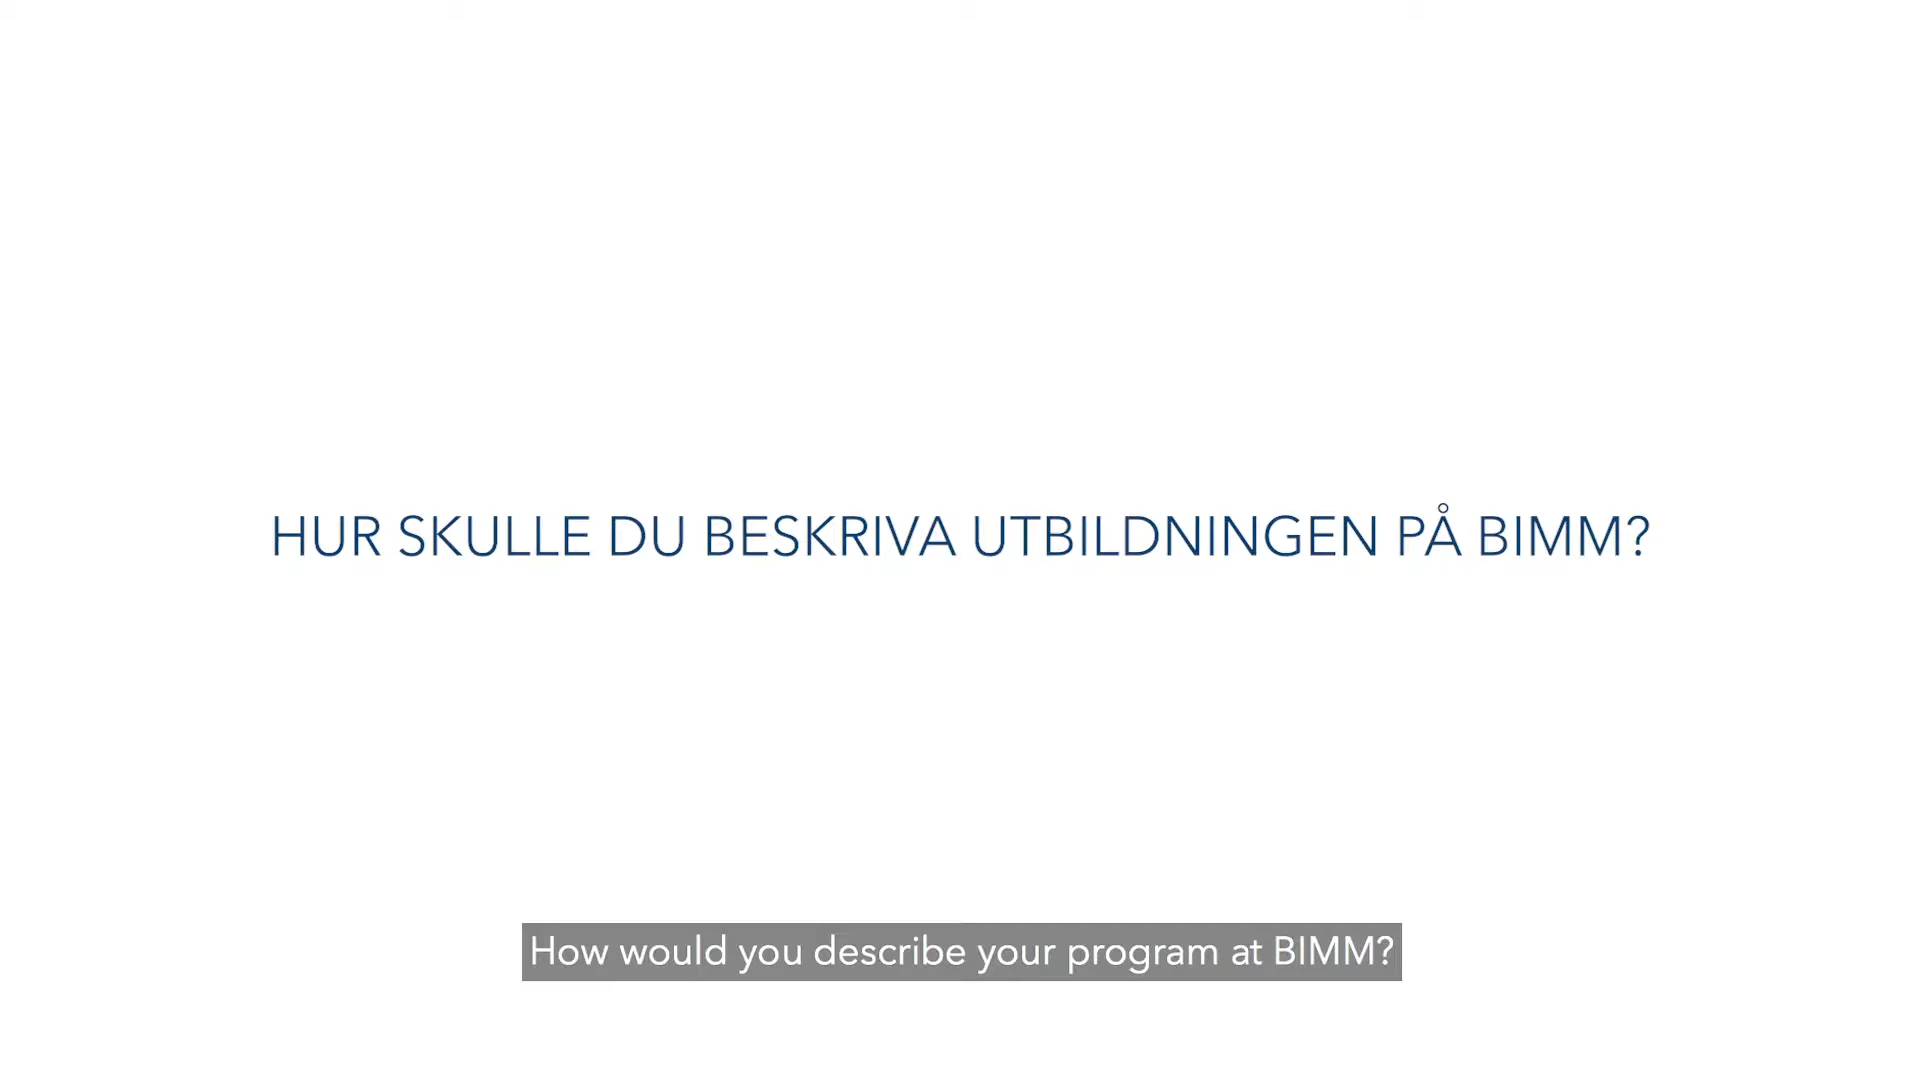 HUR SKULLE DU BESKRIVA UTBILDNINGEN PÅ BIMM?
How would you describe your program at BIMM?